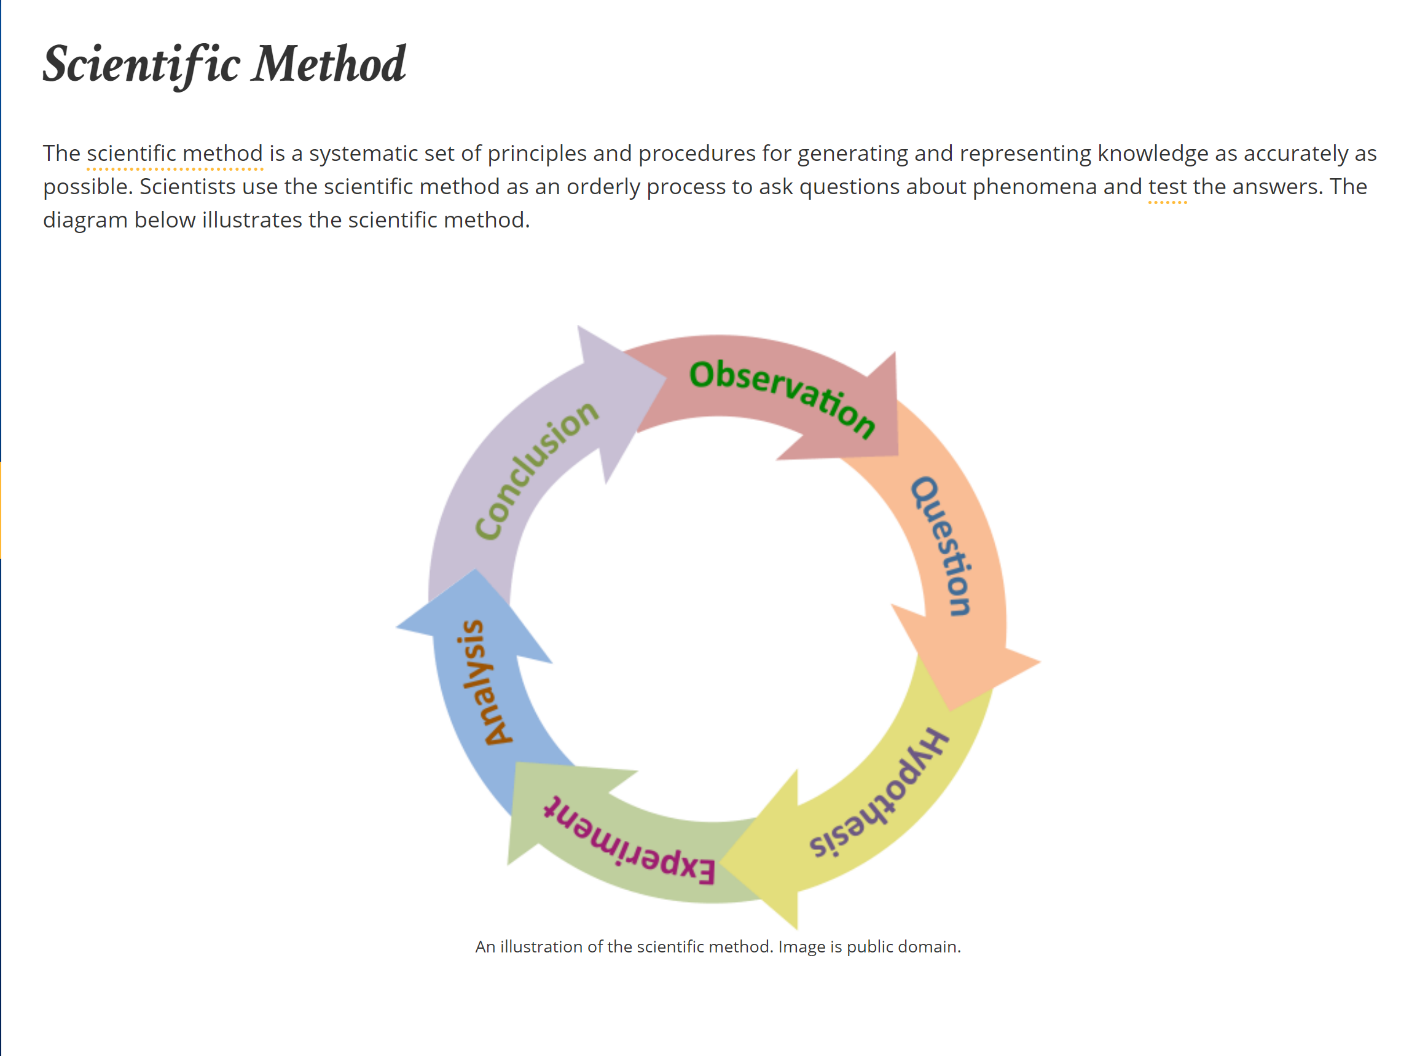 Scientific Method
The scientific method is a systematic set of principles and procedures for generating and representing knowledge as accurately as
possible. Scientists use the scientific method as an orderly process to ask questions about phenomena and test the answers. The
diagram below illustrates the scientific method.
Observation
Question
Hypothesis
Experiment
Analysis
Conclusion
An illustration of the scientific method. Image is public domain.